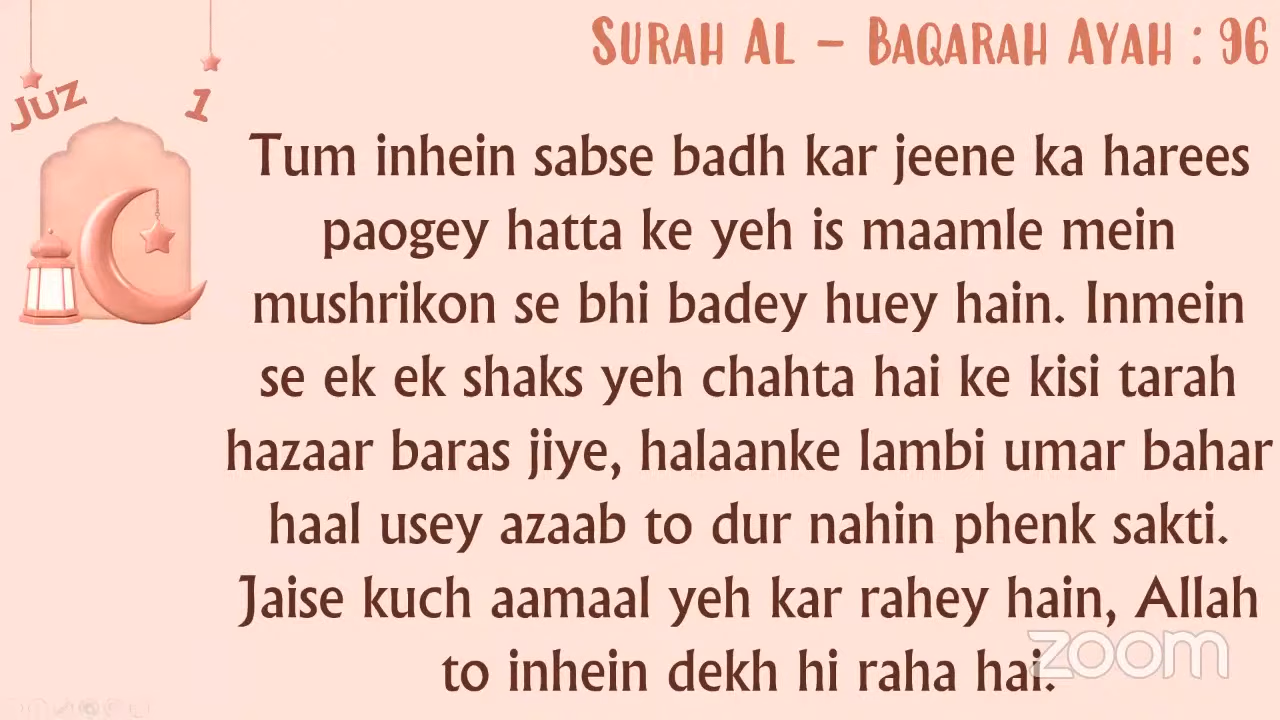 SURAH AL – BAQARAH AYAH : 96
JUZ 1
Tum inhein sabse badh kar jeene ka harees
paogey hatta ke yeh is maamle mein
mushrikon se bhi badey huey hain. Inmein
se ek ek shaks yeh chahta hai ke kisi tarah
hazaar baras jiye, halaanke lambi umar bahar
haal usey azaab to dur nahin phenk sakti.
Jaise kuch aamaal yeh kar rahey hain, Allah
to inhein dekh hi raha hai.
zoom